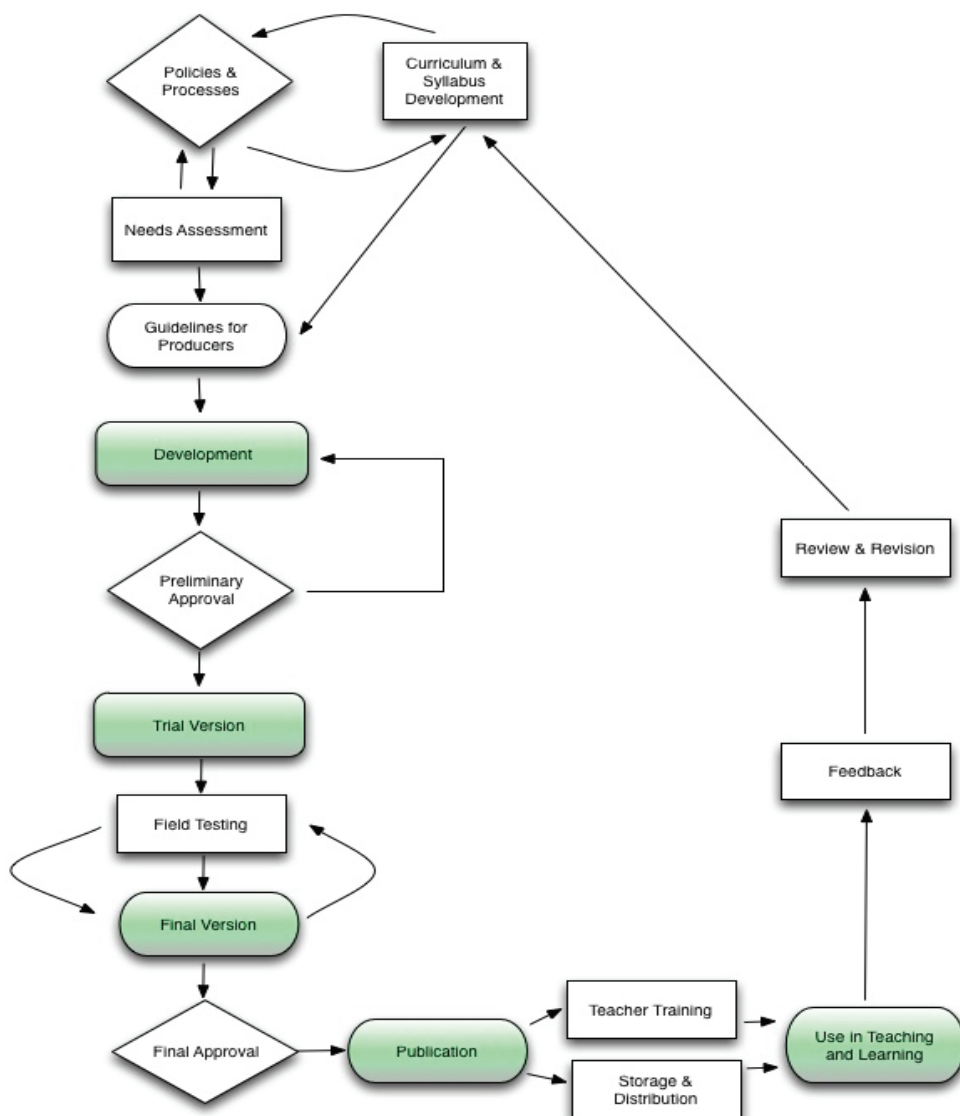 Policies &
Processes
Curriculum &
Syllabus
Development
Needs Assessment
Guidelines for
Producers
Development
Preliminary
Approval
Review & Revision
Trial Version
Feedback
Field Testing
Final Version
Teacher Training
Final Approval
Publication
Use in Teaching
and Learning
Storage &
Distribution